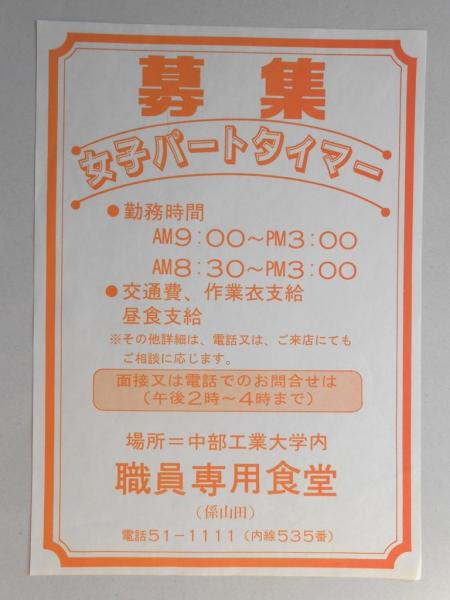 募集
女子パートタイマー
●勤務時間
AM9:00〜PM3:00
AM8:30〜PM3:00
●交通費、作業衣支給
昼食支給
※その他詳細は、電話又は、ご来店にても
ご相談に応じます。
面接又は電話でのお問合せは
(午後2時〜4時まで)
場所=中部工業大学内
職員専用食堂
(係山田)
電話51-1111(内線535番)